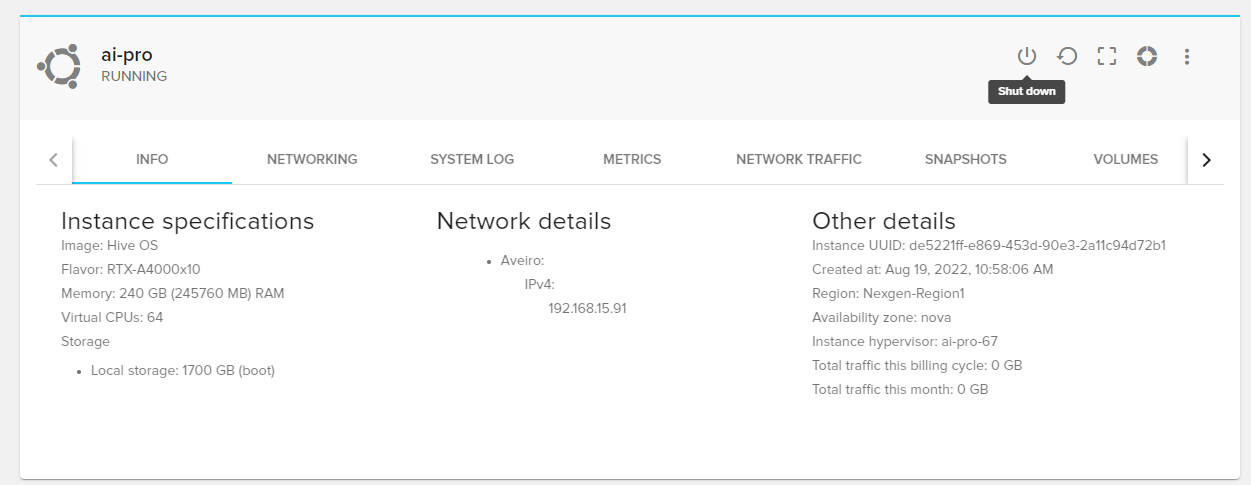 ai-pro
RUNNING
Shut down
INFO NETWORKING SYSTEM LOG METRICS NETWORK TRAFFIC SNAPSHOTS VOLUMES
Instance specifications
Image: Hive OS
Flavor: RTX-A4000x10
Memory: 240 GB (245760 MB) RAM
Virtual CPUs: 64
Storage
Local storage: 1700 GB (boot)
Network details
Aveiro:
IPv4:
192.168.15.91
Other details
Instance UUID: de5221ff-e869-453d-90e3-2a11c94d72b1
Created at: Aug 19, 2022, 10:58:06 AM
Region: Nexgen-Region1
Availability zone: nova
Instance hypervisor: ai-pro-67
Total traffic this billing cycle: 0 GB
Total traffic this month: 0 GB